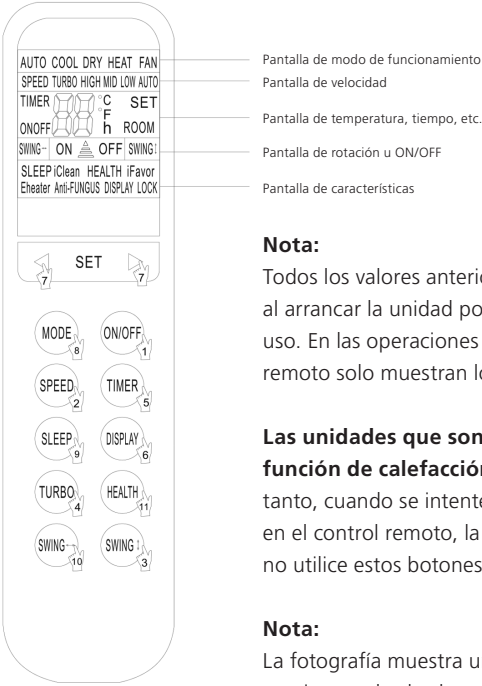 AUTO COOL DRY HEAT FAN
SPEED TURBO HIGH MID LOW AUTO
TIMER 88 °C SET
°F
ONOFF h ROOM
SWING↔ ON OFF SWING↕
SLEEP iClean HEALTH iFavor
Eheater Anti-FUNGUS DISPLAY LOCK
Pantalla de modo de funcionamiento
Pantalla de velocidad
Pantalla de temperatura, tiempo, etc.
Pantalla de rotación u ON/OFF
Pantalla de características
SET
7 7
MODE ON/OFF
8 1
SPEED TIMER
2 5
SLEEP DISPLAY
9 6
TURBO HEALTH
4 11
SWING↔ SWING↕
10 3
Nota:
Todos los valores anterio
al arrancar la unidad po
uso. En las operaciones
remoto solo muestran lo
Las unidades que son
función de calefacción
tanto, cuando se intente
en el control remoto, la
no utilice estos botones
Nota:
La fotografía muestra u